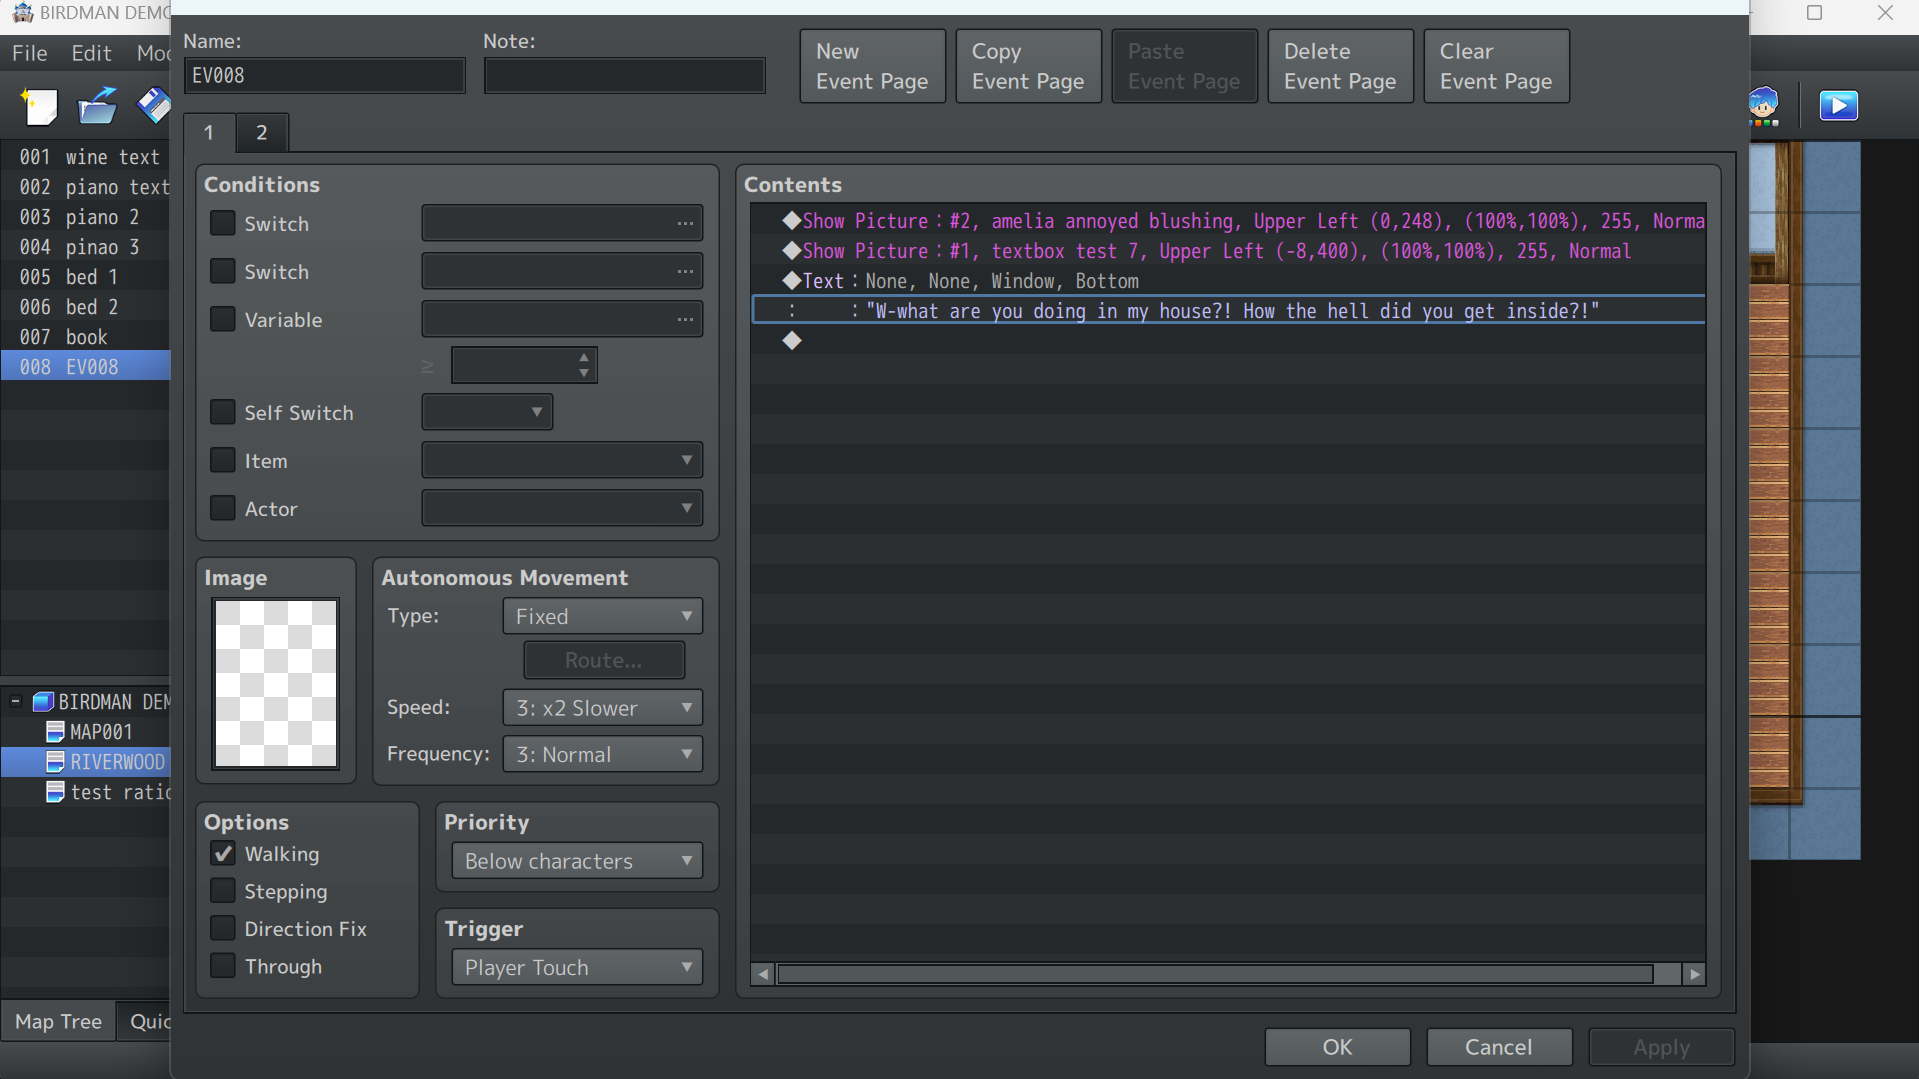 BIRDMAN DEMO
File Edit Mod
001 wine text
002 piano text
003 piano 2
004 pinao 3
005 bed 1
006 bed 2
007 book
008 EV008
BIRDMAN DEM
MAP001
RIVERWOOD
test ratio
Map Tree Quic
Name: Note:
EV008
New Event Page
Copy Event Page
Paste Event Page
Delete Event Page
Clear Event Page
1 2
Conditions
Switch ...
Switch ...
Variable ...
≥
Self Switch
Item
Actor
Image
Autonomous Movement
Type: Fixed
Route...
Speed: 3: x2 Slower
Frequency: 3: Normal
Options
Walking
Stepping
Direction Fix
Through
Priority
Below characters
Trigger
Player Touch
Contents
◆Show Picture：#2, amelia annoyed blushing, Upper Left (0,248), (100%,100%), 255, Norma
◆Show Picture：#1, textbox test 7, Upper Left (-8,400), (100%,100%), 255, Normal
◆Text：None, None, Window, Bottom
：　　："W-what are you doing in my house?! How the hell did you get inside?!"
◆
OK Cancel Apply